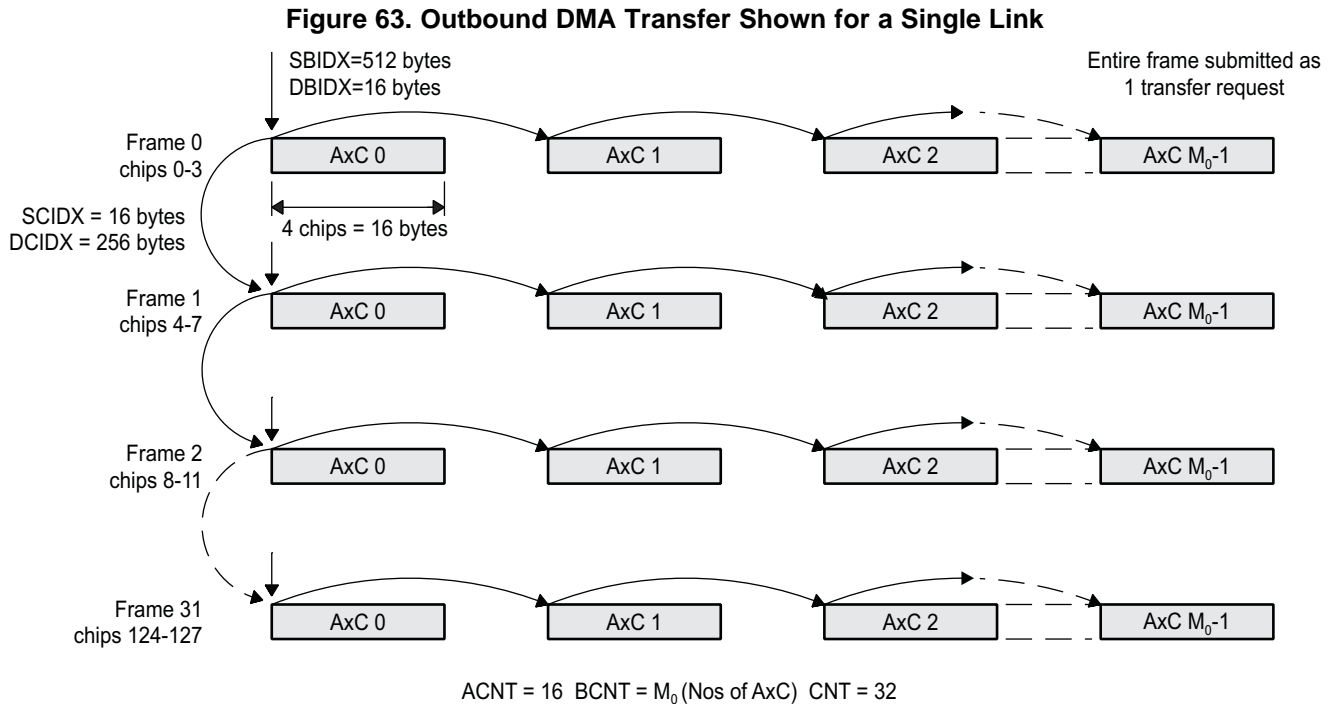 Figure 63. Outbound DMA Transfer Shown for a Single Link
SBIDX=512 bytes
DBIDX=16 bytes
Entire frame submitted as
1 transfer request
Frame 0
chips 0-3
AxC 0
AxC 1
AxC 2
AxC M₀-1
SCIDX = 16 bytes
DCIDX = 256 bytes
4 chips = 16 bytes
Frame 1
chips 4-7
AxC 0
AxC 1
AxC 2
AxC M₀-1
Frame 2
chips 8-11
AxC 0
AxC 1
AxC 2
AxC M₀-1
Frame 31
chips 124-127
AxC 0
AxC 1
AxC 2
AxC M₀-1
ACNT = 16 BCNT = M₀ (Nos of AxC) CNT = 32